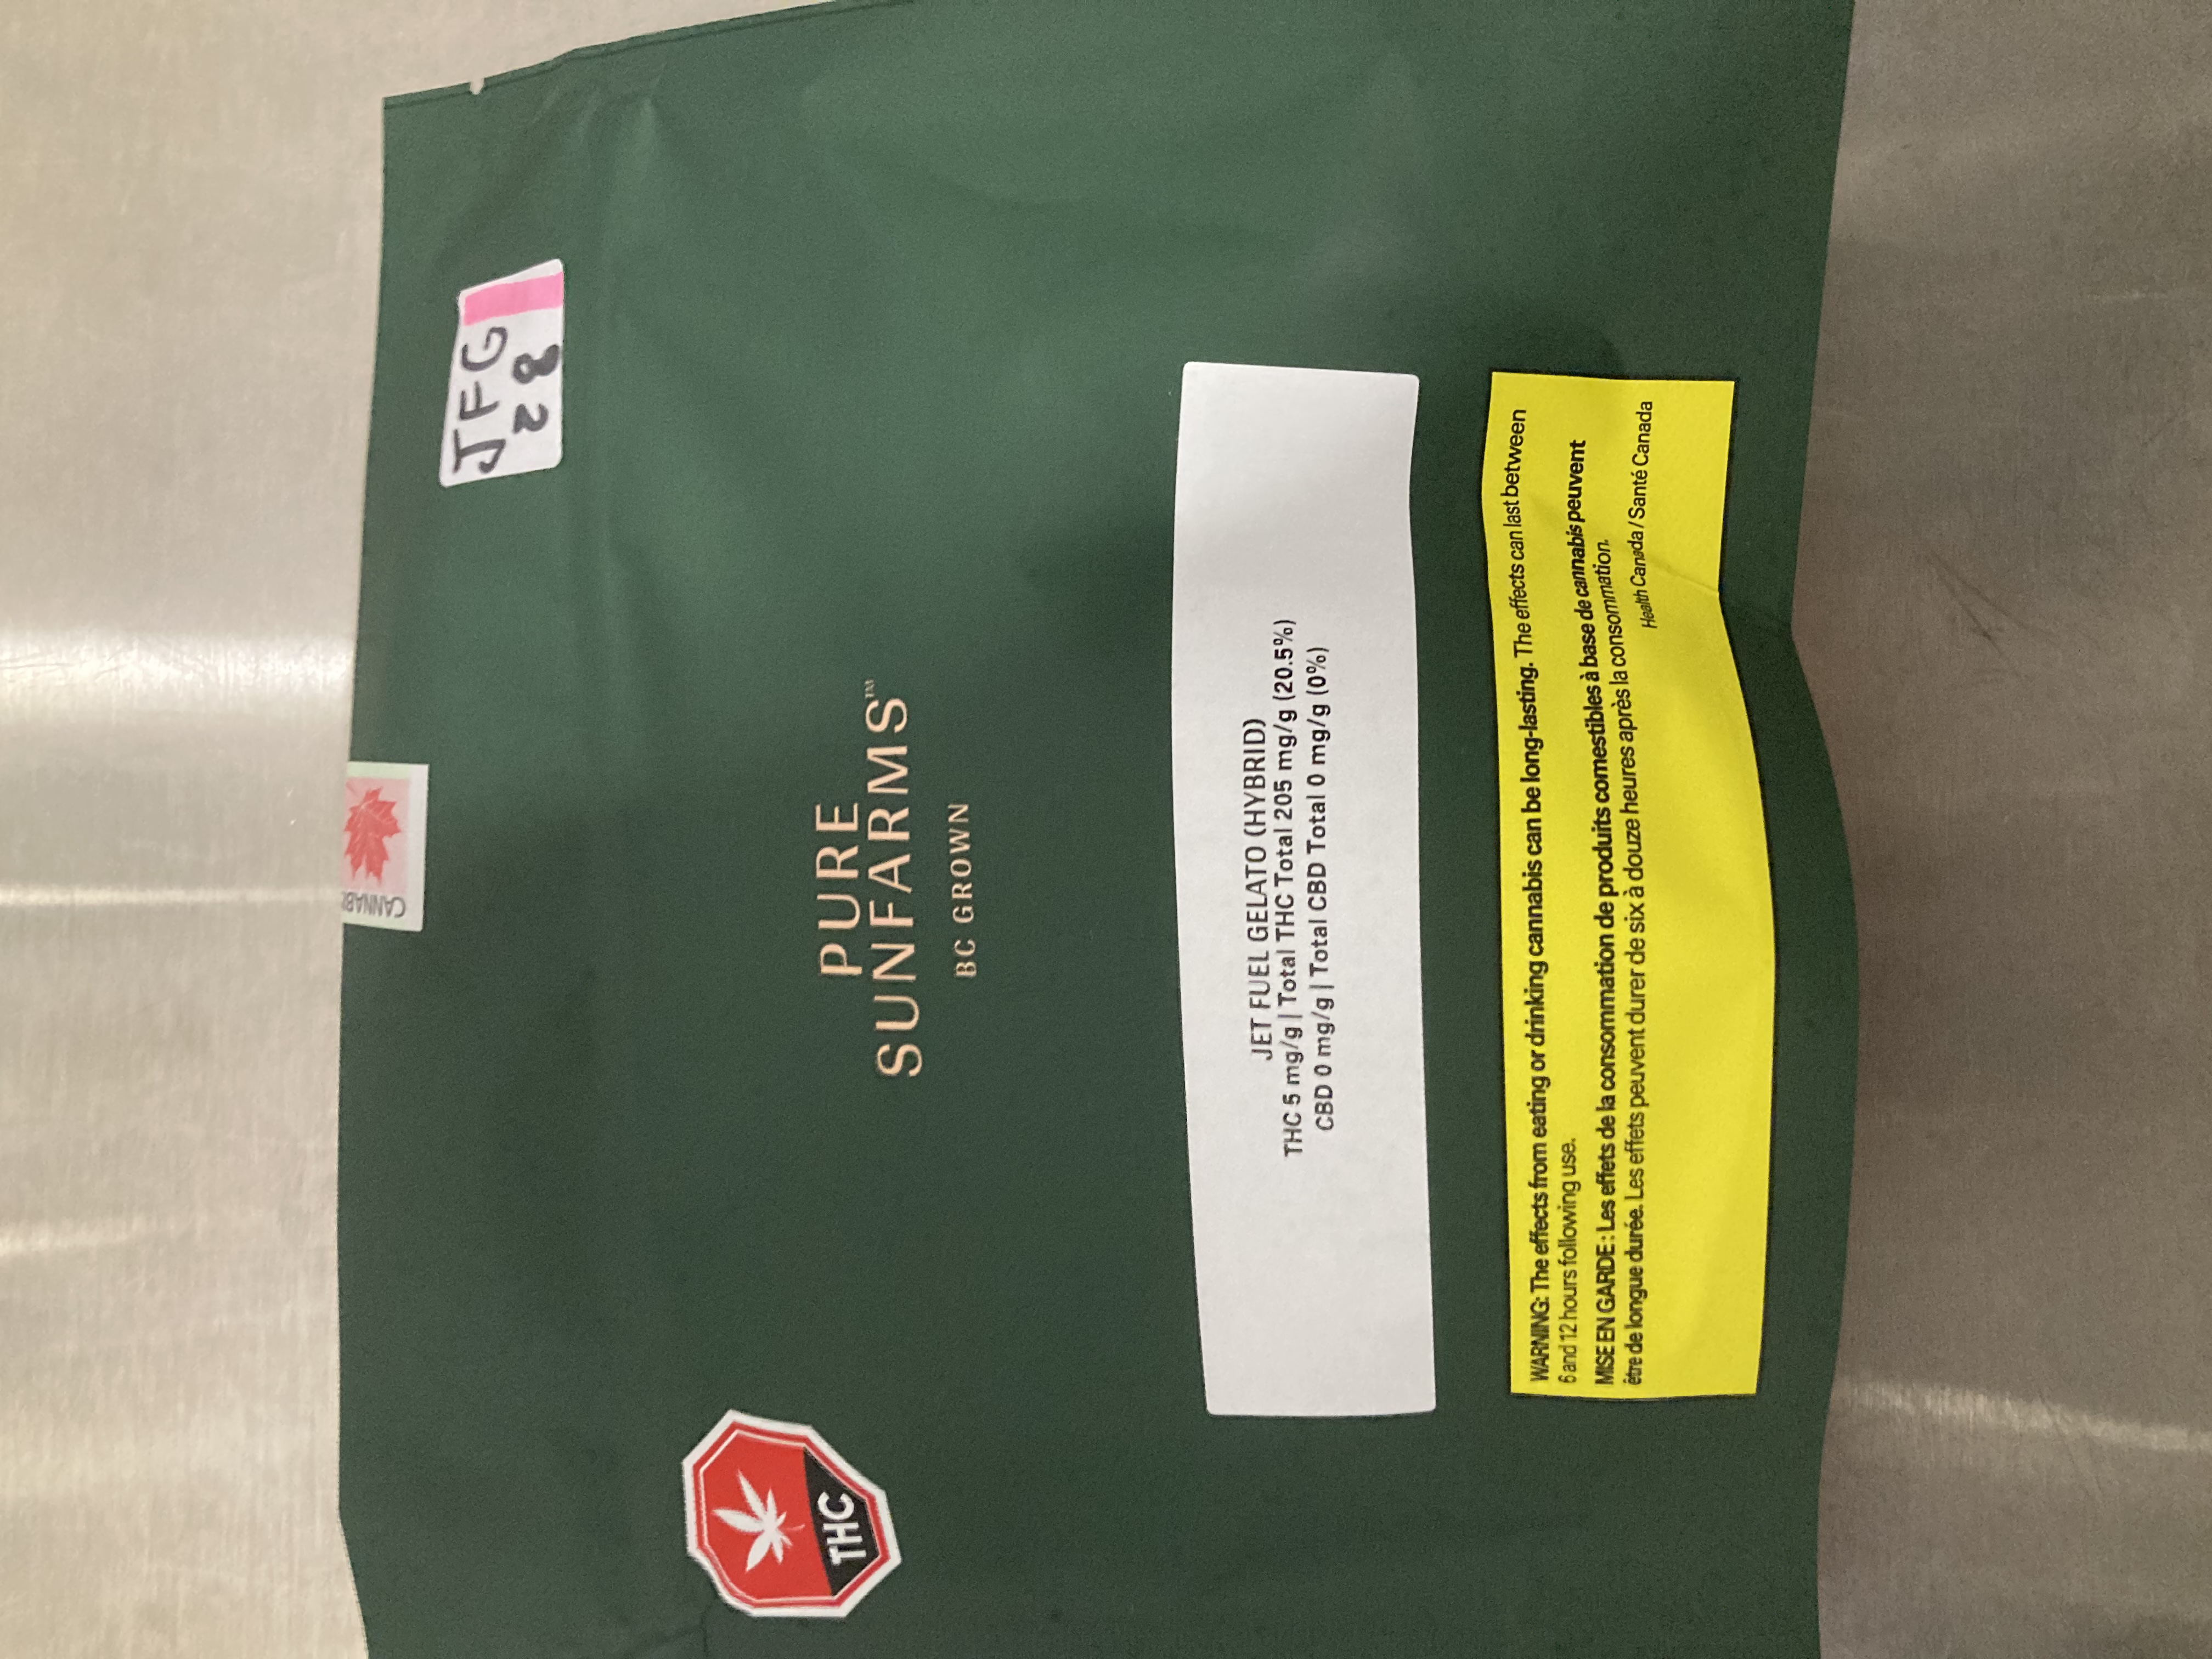 CANNAB
JFG
28
THC
PURE
SUNFARMS™
BC GROWN
JET FUEL GELATO (HYBRID)
THC 5 mg/g | Total THC Total 205 mg/g (20.5%)
CBD 0 mg/g | Total CBD Total 0 mg/g (0%)
WARNING: The effects from eating or drinking cannabis can be long-lasting. The effects can last between
6 and 12 hours following use.
MISE EN GARDE : Les effets de la consommation de produits comestibles à base de cannabis peuvent
être de longue durée. Les effets peuvent durer de six à douze heures après la consommation.
Health Canada / Santé Canada